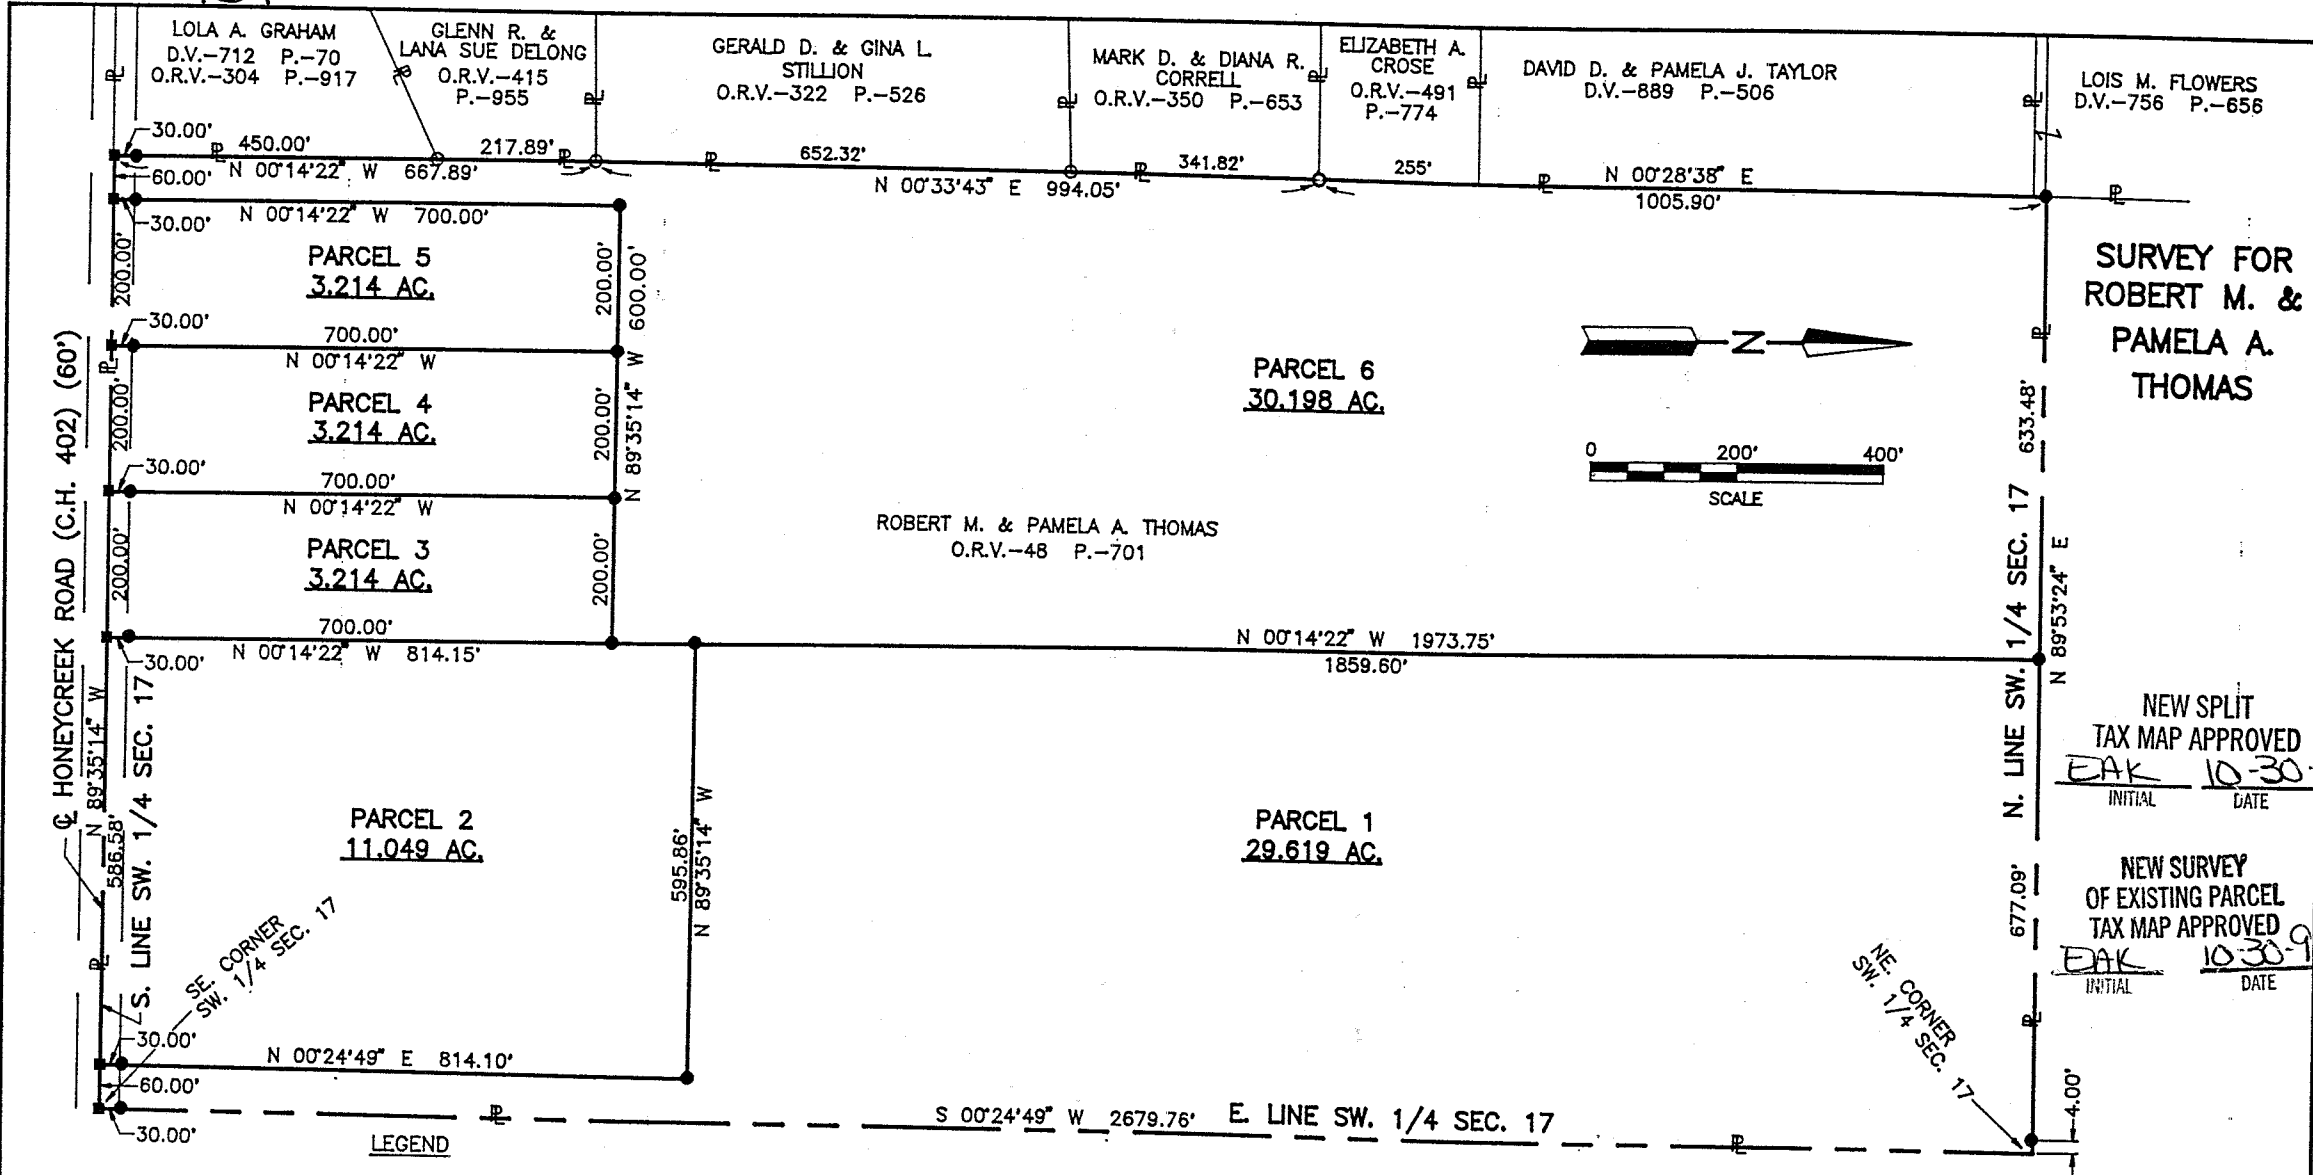 LOLA A. GRAHAM
D.V.-712 P.-70
O.R.V.-304 P.-917
GLENN R. &
LANA SUE DELONG
O.R.V.-415
P.-955
GERALD D. & GINA L.
STILLION
O.R.V.-322 P.-526
MARK D. & DIANA R.
CORRELL
O.R.V.-350 P.-653
ELIZABETH A.
CROSE
O.R.V.-491
P.-774
DAVID D. & PAMELA J. TAYLOR
D.V.-889 P.-506
LOIS M. FLOWERS
D.V.-756 P.-656
30.00'
450.00'
217.89'
652.32'
341.82'
255'
N 00°14'22" W 667.89'
N 00°33'43" E 994.05'
N 00°28'38" E
1005.90'
60.00'
N 00°14'22" W 700.00'
30.00'
200.00'
PARCEL 5
3.214 AC.
200.00'
600.00'
N 89°35'14" W
30.00'
700.00'
N 00°14'22" W
200.00'
PARCEL 4
3.214 AC.
200.00'
30.00'
700.00'
N 00°14'22" W
200.00'
PARCEL 3
3.214 AC.
200.00'
700.00'
N 00°14'22" W 814.15'
30.00'
PARCEL 6
30.198 AC.
N
0 200' 400'
SCALE
ROBERT M. & PAMELA A. THOMAS
O.R.V.-48 P.-701
N 00°14'22" W 1973.75'
1859.60'
SURVEY FOR
ROBERT M. &
PAMELA A.
THOMAS
633.48'
N. LINE SW. 1/4 SEC. 17
N 89°53'24" E
677.09'
NEW SPLIT
TAX MAP APPROVED
EAK 10-30-
INITIAL DATE
NEW SURVEY
OF EXISTING PARCEL
TAX MAP APPROVED
EAK 10-30-9
INITIAL DATE
℄ HONEYCREEK ROAD (C.H. 402) (60')
N 89°35'14" W
586.58'
S. LINE SW. 1/4 SEC. 17
PARCEL 2
11.049 AC.
595.86'
N 89°35'14" W
PARCEL 1
29.619 AC.
SE. CORNER
SW. 1/4 SEC. 17
NE. CORNER
SW. 1/4 SEC. 17
30.00'
N 00°24'49" E 814.10'
60.00'
30.00'
S 00°24'49" W 2679.76' E. LINE SW. 1/4 SEC. 17
4.00'
LEGEND